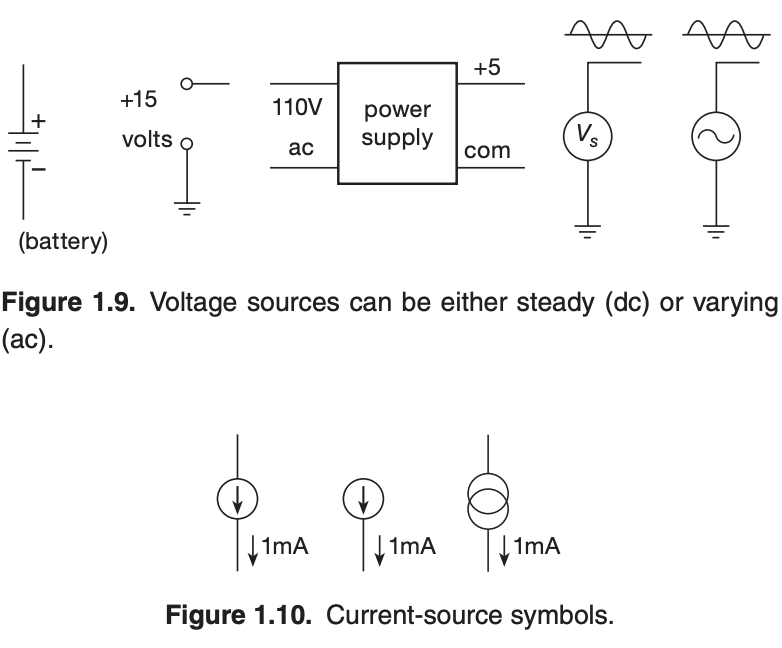 +
−
(battery)
+15
volts
110V
ac
power
supply
+5
com
Vs
Figure 1.9. Voltage sources can be either steady (dc) or varying
(ac).
1mA
1mA
1mA
Figure 1.10. Current-source symbols.